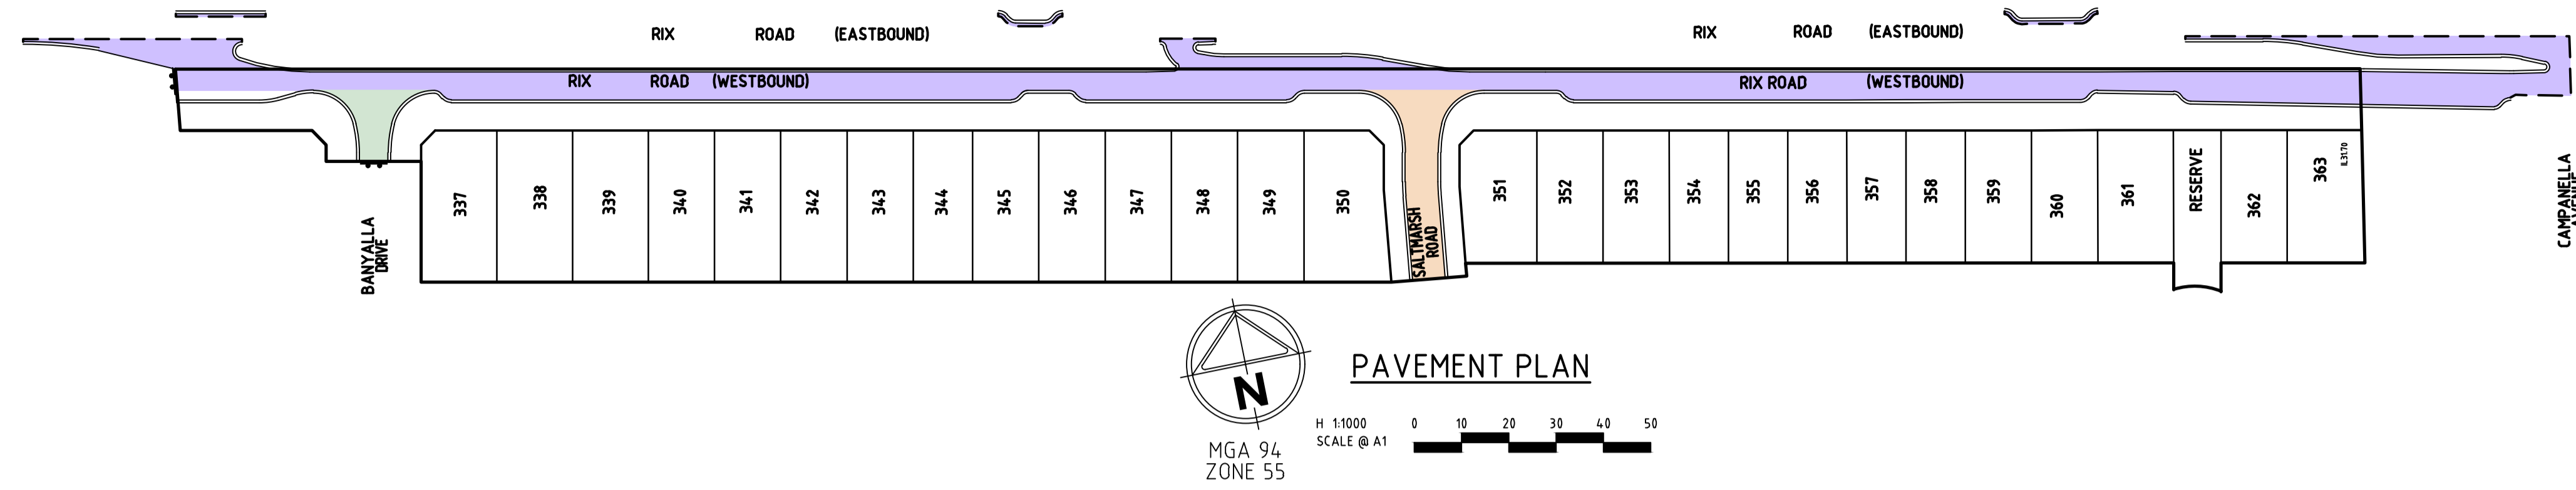 RIX ROAD (EASTBOUND)
RIX ROAD (EASTBOUND)
RIX ROAD (WESTBOUND)
RIX ROAD (WESTBOUND)
337
338
339
340
341
342
343
344
345
346
347
348
349
350
351
352
353
354
355
356
357
358
359
360
361
RESERVE
362
363
IL31.70
BANYALLA
DRIVE
SALTMARSH
ROAD
CAMPANELLA
AVENUE
N
MGA 94
ZONE 55
PAVEMENT PLAN
H 1:1000
SCALE @ A1
0 10 20 30 40 50